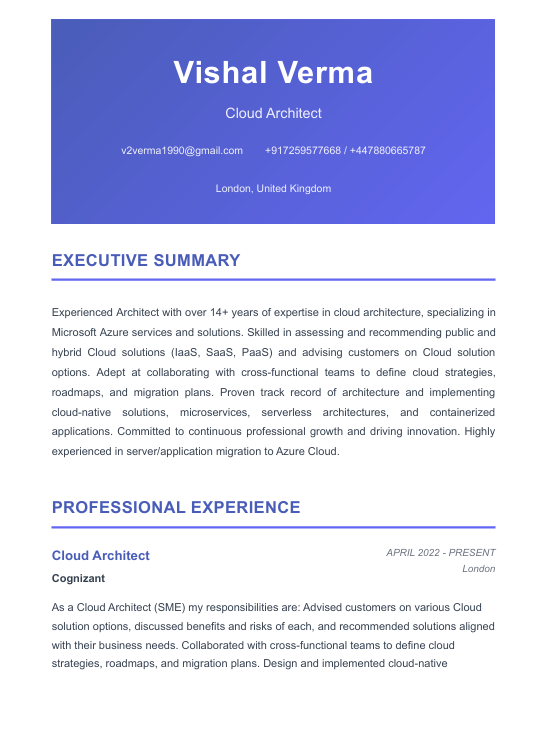 Vishal Verma
Cloud Architect
v2verma1990@gmail.com +917259577668 / +447880665787
London, United Kingdom
EXECUTIVE SUMMARY
Experienced Architect with over 14+ years of expertise in cloud architecture, specializing in
Microsoft Azure services and solutions. Skilled in assessing and recommending public and
hybrid Cloud solutions (IaaS, SaaS, PaaS) and advising customers on Cloud solution
options. Adept at collaborating with cross-functional teams to define cloud strategies,
roadmaps, and migration plans. Proven track record of architecture and implementing
cloud-native solutions, microservices, serverless architectures, and containerized
applications. Committed to continuous professional growth and driving innovation. Highly
experienced in server/application migration to Azure Cloud.
PROFESSIONAL EXPERIENCE
Cloud Architect
APRIL 2022 - PRESENT
London
Cognizant
As a Cloud Architect (SME) my responsibilities are: Advised customers on various Cloud
solution options, discussed benefits and risks of each, and recommended solutions aligned
with their business needs. Collaborated with cross-functional teams to define cloud
strategies, roadmaps, and migration plans. Design and implemented cloud-native